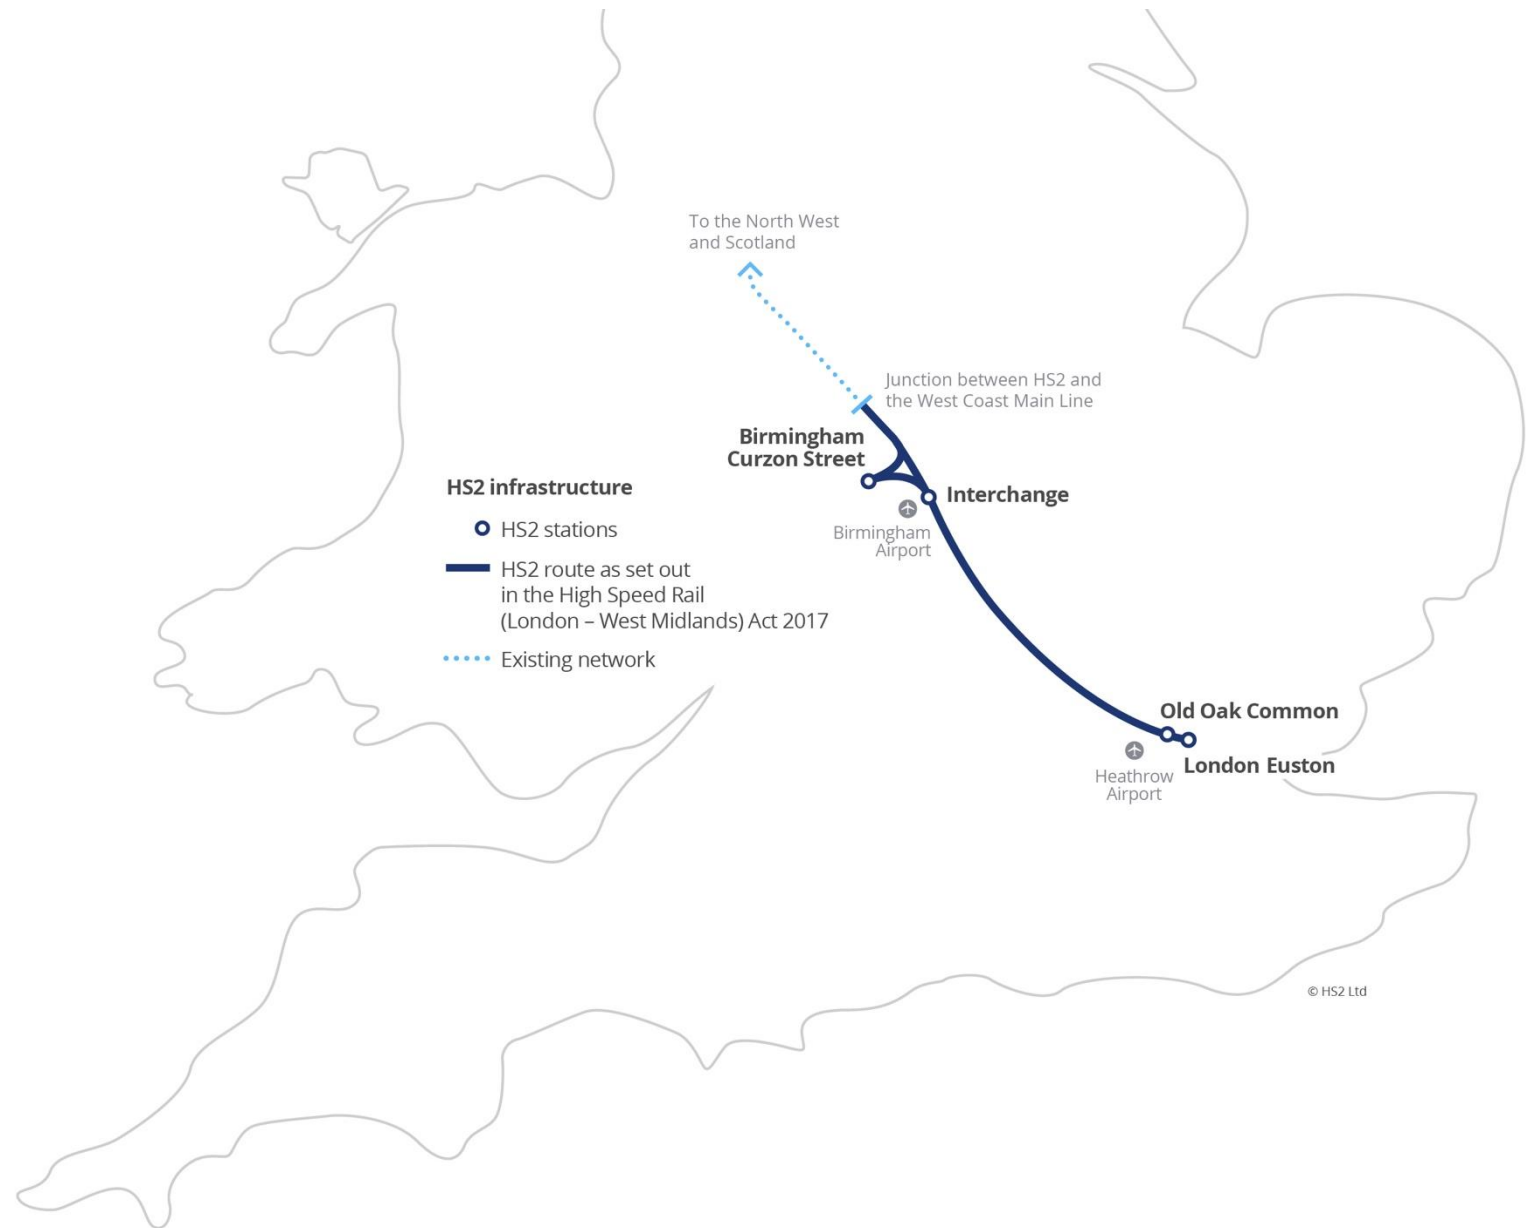 To the North West
and Scotland
Junction between HS2 and
the West Coast Main Line
Birmingham
Curzon Street
Interchange
Birmingham
Airport
HS2 infrastructure
HS2 stations
HS2 route as set out
in the High Speed Rail
(London – West Midlands) Act 2017
Existing network
Old Oak Common
London Euston
Heathrow
Airport
© HS2 Ltd